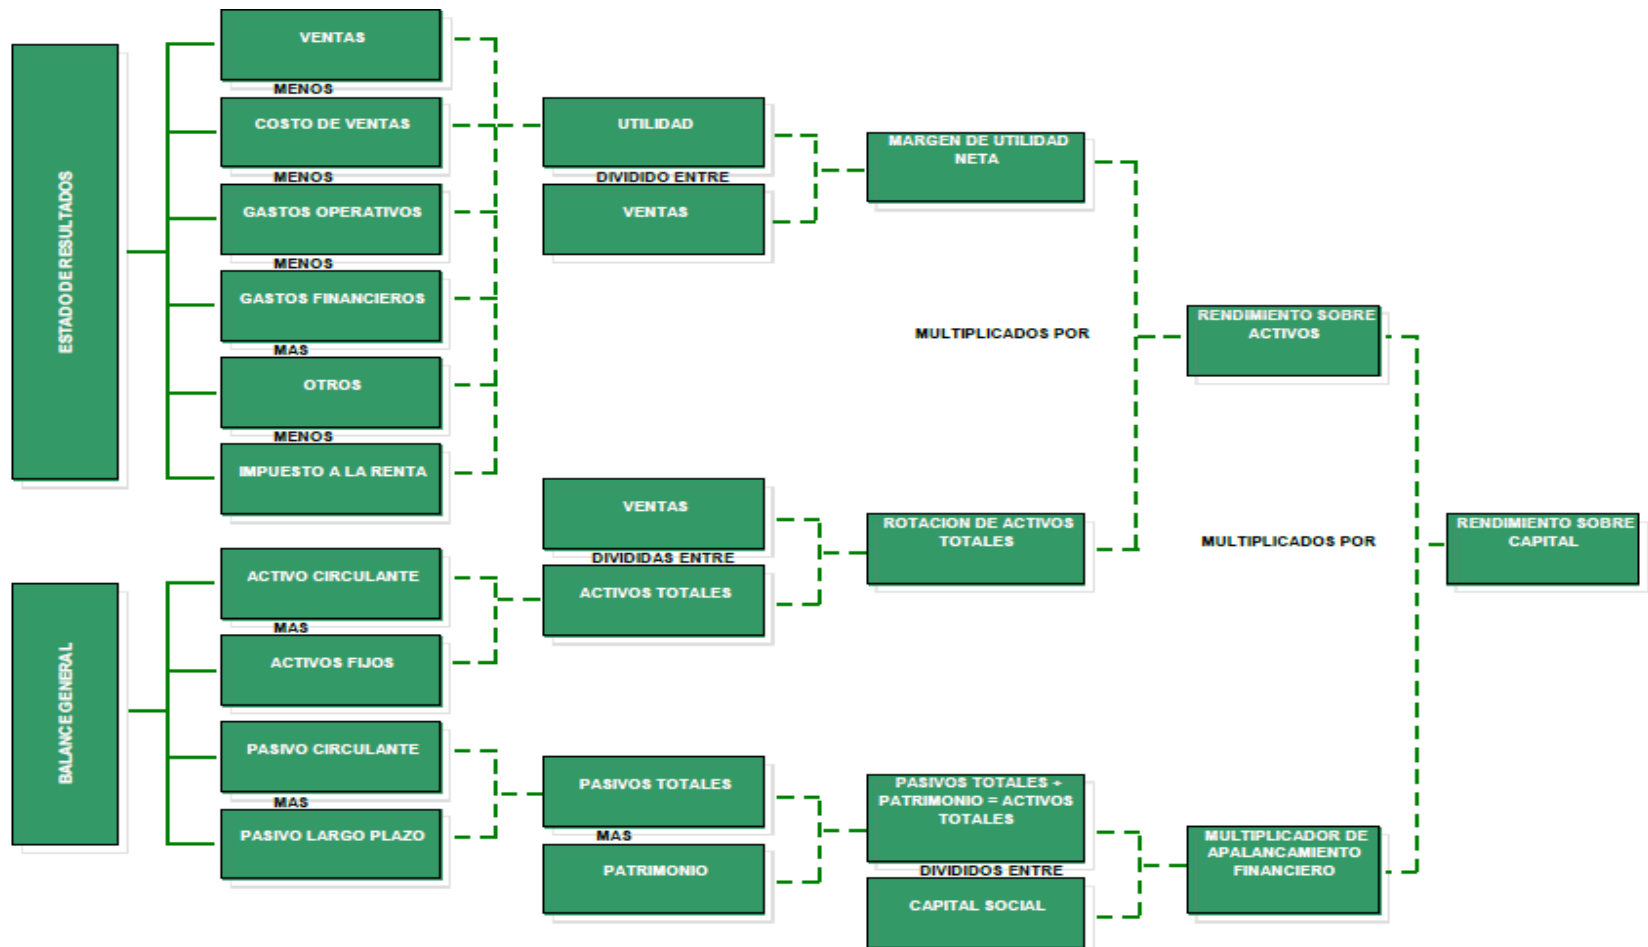 ESTADO DE RESULTADOS
VENTAS
MENOS
COSTO DE VENTAS
MENOS
GASTOS OPERATIVOS
MENOS
GASTOS FINANCIEROS
MAS
OTROS
MENOS
IMPUESTO A LA RENTA
UTILIDAD
DIVIDIDO ENTRE
VENTAS
MARGEN DE UTILIDAD
NETA
MULTIPLICADOS POR
RENDIMIENTO SOBRE
ACTIVOS
BALANCE GENERAL
ACTIVO CIRCULANTE
MAS
ACTIVOS FIJOS
PASIVO CIRCULANTE
MAS
PASIVO LARGO PLAZO
VENTAS
DIVIDIDAS ENTRE
ACTIVOS TOTALES
ROTACION DE ACTIVOS
TOTALES
MULTIPLICADOS POR
RENDIMIENTO SOBRE
CAPITAL
PASIVOS TOTALES
MAS
PATRIMONIO
PASIVOS TOTALES +
PATRIMONIO = ACTIVOS
TOTALES
DIVIDIDOS ENTRE
CAPITAL SOCIAL
MULTIPLICADOR DE
APALANCAMIENTO
FINANCIERO